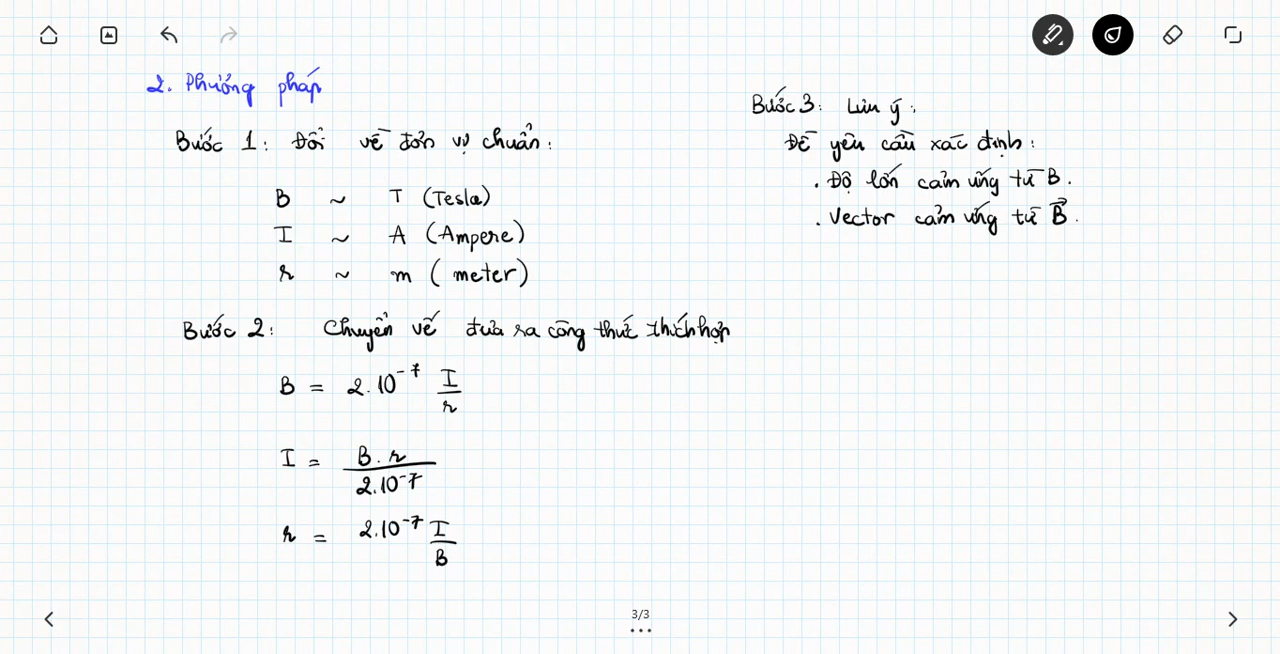 2. Phương pháp
Bước 1: Đổi về đơn vị chuẩn:
B ~ T (Tesla)
I ~ A (Ampere)
r ~ m (meter)
Bước 2: Chuyển vế đưa ra công thức thích hợp
B = 2.10⁻⁷ I/r
I = B.r/2.10⁻⁷
r = 2.10⁻⁷ I/B
Bước 3: Lưu ý:
Đề yêu cầu xác định:
. Độ lớn cảm ứng từ B.
. Vector cảm ứng từ B⃗.
3/3